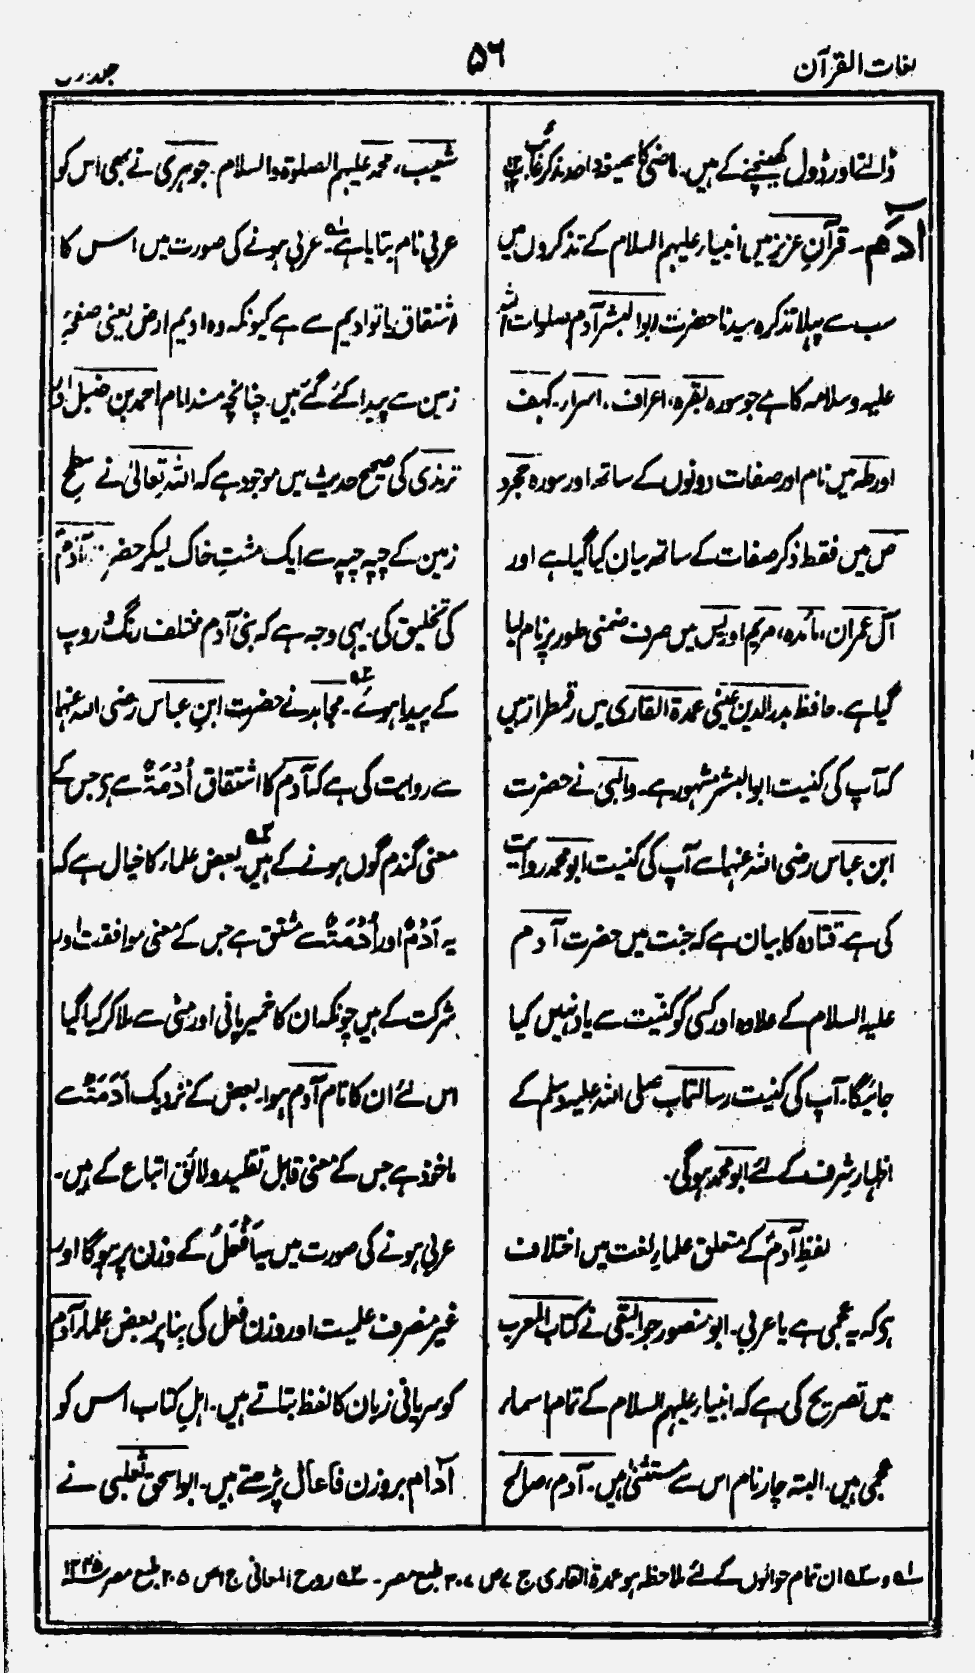 لغات القرآن
۵۶
ڈالنے اور ڈول کھینچنے کے ہیں۔ ماضی کا صیغہ واحد مذکر غائب
آدم۔ قرآن عزیز میں انبیاء علیہم السلام کے تذکروں میں
سب سے پہلا تذکرہ سیدنا حضرت ابوالبشر آدم صلوات اللہ
علیہ وسلامہ کا ہے جو سورہ بقرہ، اعراف، اسراء۔ کہف
اور طہ میں نام اور صفات دونوں کے ساتھ اور سورہ حجر و
ص میں فقط ذکر صفات کے ساتھ بیان کیا گیا ہے اور
آل عمران، مائدہ، مریم اور یس میں صرف ضمنی طور پر نام لیا
گیا ہے۔ حافظ بدر الدین عینی عمدۃ القاری میں رقمطراز ہیں
کہ آپ کی کنیت ابو البشر مشہور ہے۔ والبی نے حضرت
ابن عباس رضی اللہ عنہما سے آپ کی کنیت ابو محمد روایت
کی ہے۔ قتادہ کا بیان ہے کہ جنت میں حضرت آدم
علیہ السلام کے علاوہ اور کسی کو کنیت سے یاد نہیں کیا
جائیگا۔ آپ کی کنیت رسالتمآب صلی اللہ علیہ وسلم کے
اظہار شرف کے لئے ابو محمد ہوگی۔
لفظِ آدمؑ کے متعلق علماءِ لغت میں اختلاف
ہے کہ یہ عجمی ہے یا عربی۔ ابو منصور جوالیقی نے کتاب المعرب
میں تصریح کی ہے کہ انبیاء علیہم السلام کے تمام اسماء
عجمی ہیں۔ البتہ چار نام اس سے مستثنیٰ ہیں۔ آدم، صالح
شعیب، محمد علیہم الصلوۃ والسلام۔ جوہری نے بھی اس کو
عربی نام بتایا ہے۔ؔ۱ عربی ہونے کی صورت میں اس کا
اشتقاق یا تو ادیم سے ہے کیونکہ وہ ادیم ارض یعنی صفحۂ
زمین سے پیدا کئے گئے ہیں۔ چنانچہ مسند امام احمد بن حنبل اور
ترمذی کی صحیح حدیث میں موجود ہے کہ اللہ تعالیٰ نے سطح
زمین کے چپہ چپہ سے ایک مشتِ خاک لیکر حضرت آدمؑ
کی تخلیق کی۔ یہی وجہ ہے کہ بنی آدم مختلف رنگ و روپ
کے پیدا ہوئے۔ؔ۲ مجاہد نے حضرت ابن عباس رضی اللہ عنہا
سے روایت کی ہے کہ آدم کا اشتقاق اُدْمَۃٌ سے ہے جس کے
معنی گندم گوں ہونے کے ہیں۔ؔ۳ بعض علماء کا خیال ہے کہ
یہ اَدْمٌ اور اُدْمَۃٌ سے مشتق ہے جس کے معنی موافقت اور
شرکت کے ہیں چونکہ ان کا خمیر پانی اور مٹی سے ملا کر کیا گیا
اس لئے ان کا نام آدم ہوا۔ بعض کے نزدیک اَدَمَۃٌ سے
ماخوذ ہے جس کے معنی قابل تقلید و لائق اتباع کے ہیں۔
عربی ہونے کی صورت میں یہ اَفْعَلُ کے وزن پر ہوگا اور
غیر منصرف علمیت اور وزن فعل کی بنا پر بعض علماء آدم
کو سریانی زبان کا لفظ بتاتے ہیں۔ اہلِ کتاب اس کو
آدام بروزن فاعال پڑھتے ہیں۔ ابو اسحٰق ثعلبی نے
؎۱ و ؎۲ ان تمام حوالوں کے لئے ملاحظہ ہو عمدۃ القاری ج ۷ ص ۳۰۷ طبع مصر۔ ؎۳ روح المعانی ج ۱ ص ۲۰۵ طبع مصر ۱۳۴۵